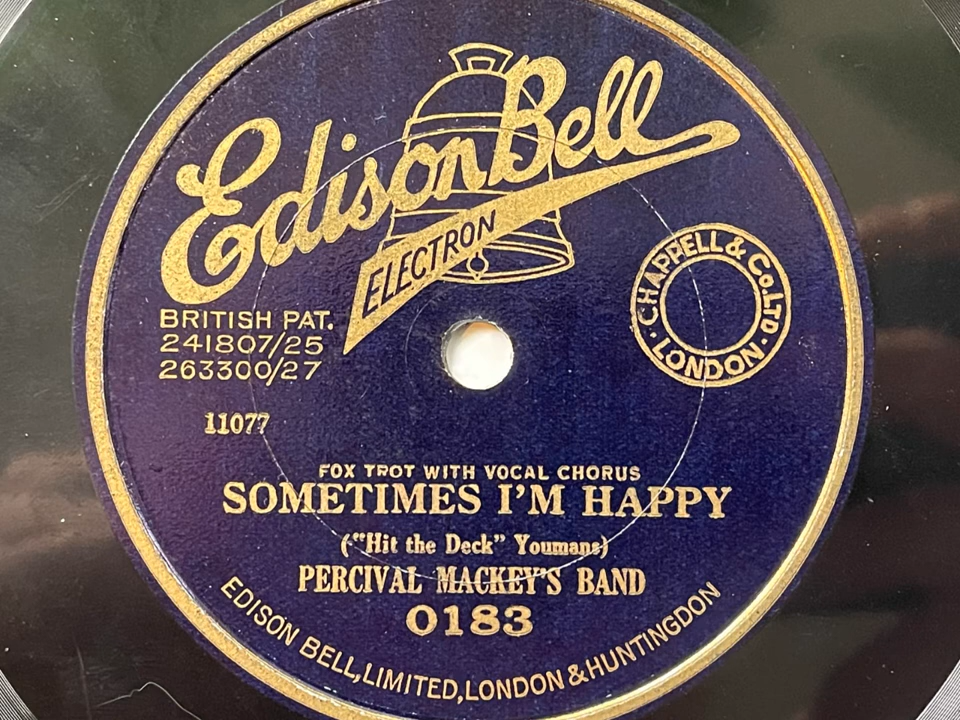 Edison Bell
ELECTRON
CHAPPELL & Co. LTD · LONDON ·
BRITISH PAT.
241807/25
263300/27
11077
FOX TROT WITH VOCAL CHORUS
SOMETIMES I'M HAPPY
("Hit the Deck" Youmans)
PERCIVAL MACKEY'S BAND
0183
EDISON BELL, LIMITED, LONDON & HUNTINGDON